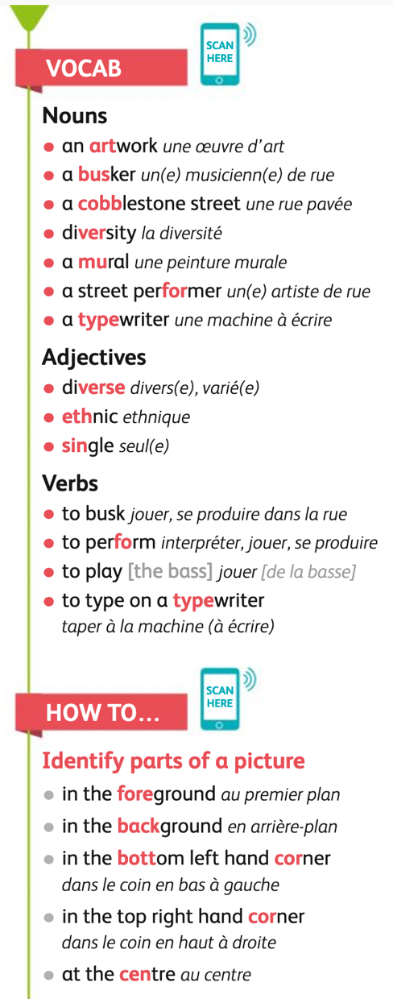 SCAN
HERE
VOCAB
Nouns
• an artwork une œuvre d'art
• a busker un(e) musicienn(e) de rue
• a cobblestone street une rue pavée
• diversity la diversité
• a mural une peinture murale
• a street performer un(e) artiste de rue
• a typewriter une machine à écrire
Adjectives
• diverse divers(e), varié(e)
• ethnic ethnique
• single seul(e)
Verbs
• to busk jouer, se produire dans la rue
• to perform interpréter, jouer, se produire
• to play [the bass] jouer [de la basse]
• to type on a typewriter
taper à la machine (à écrire)
SCAN
HERE
HOW TO...
Identify parts of a picture
• in the foreground au premier plan
• in the background en arrière-plan
• in the bottom left hand corner
dans le coin en bas à gauche
• in the top right hand corner
dans le coin en haut à droite
• at the centre au centre